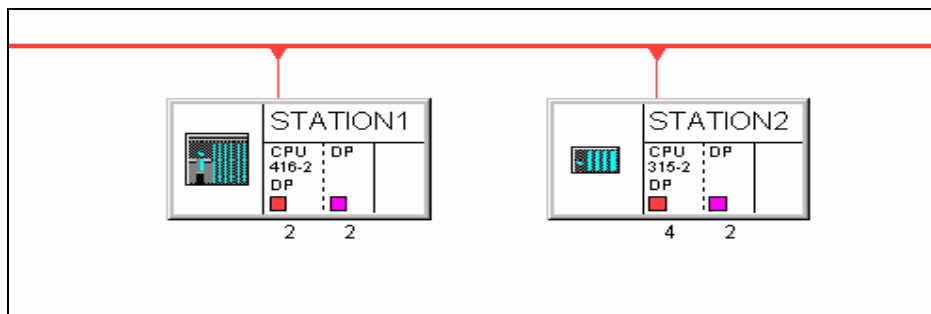 STATION1
CPU 416-2 DP
DP
2 2
STATION2
CPU 315-2 DP
DP
4 2